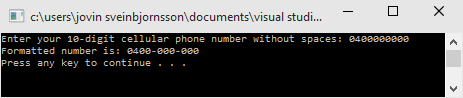 c:\users\jovin sveinbjornsson\documents\visual studi...
Enter your 10-digit cellular phone number without spaces: 0400000000
Formatted number is: 0400-000-000
Press any key to continue . . .